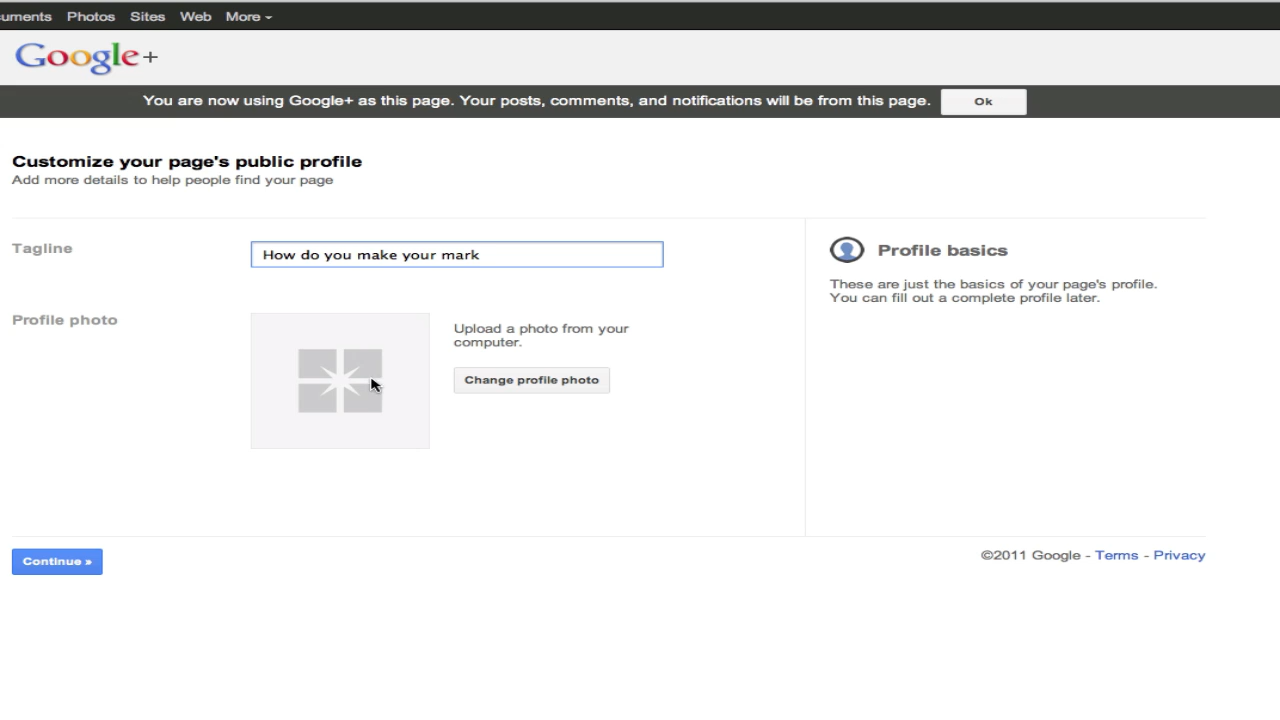 Photos Sites Web More
Google+
You are now using Google+ as this page. Your posts, comments, and notifications will be from this page. Ok
Customize your page's public profile
Add more details to help people find your page
Tagline
How do you make your mark
Profile photo
Upload a photo from your
computer.
Change profile photo
Profile basics
These are just the basics of your page's profile.
You can fill out a complete profile later.
Continue »
©2011 Google - Terms - Privacy